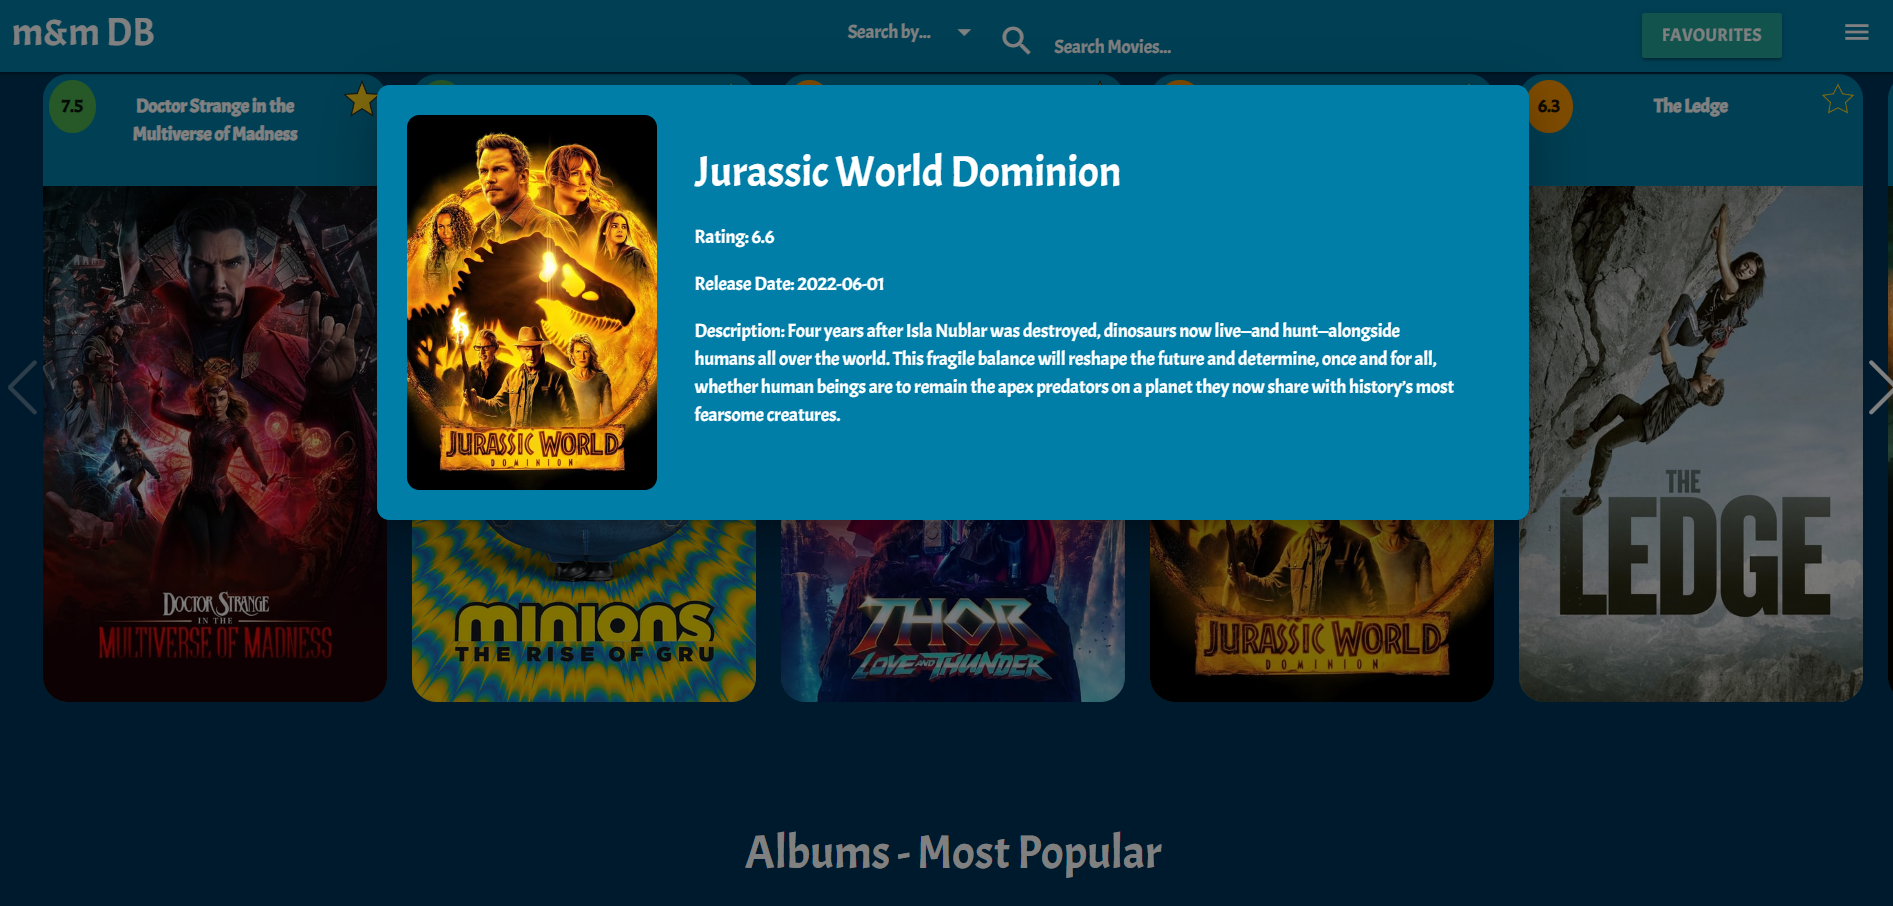 m&m DB
Search by...
Search Movies...
FAVOURITES
7.5
Doctor Strange in the
Multiverse of Madness
6.3
The Ledge
Jurassic World Dominion
Rating: 6.6
Release Date: 2022-06-01
Description: Four years after Isla Nublar was destroyed, dinosaurs now live—and hunt—alongside
humans all over the world. This fragile balance will reshape the future and determine, once and for all,
whether human beings are to remain the apex predators on a planet they now share with history's most
fearsome creatures.
JURASSIC WORLD
DOMINION
DOCTOR STRANGE
IN THE
MULTIVERSE OF MADNESS
minions
THE RISE OF GRU
THOR
LOVE AND THUNDER
JURASSIC WORLD
DOMINION
THE
LEDGE
Albums - Most Popular